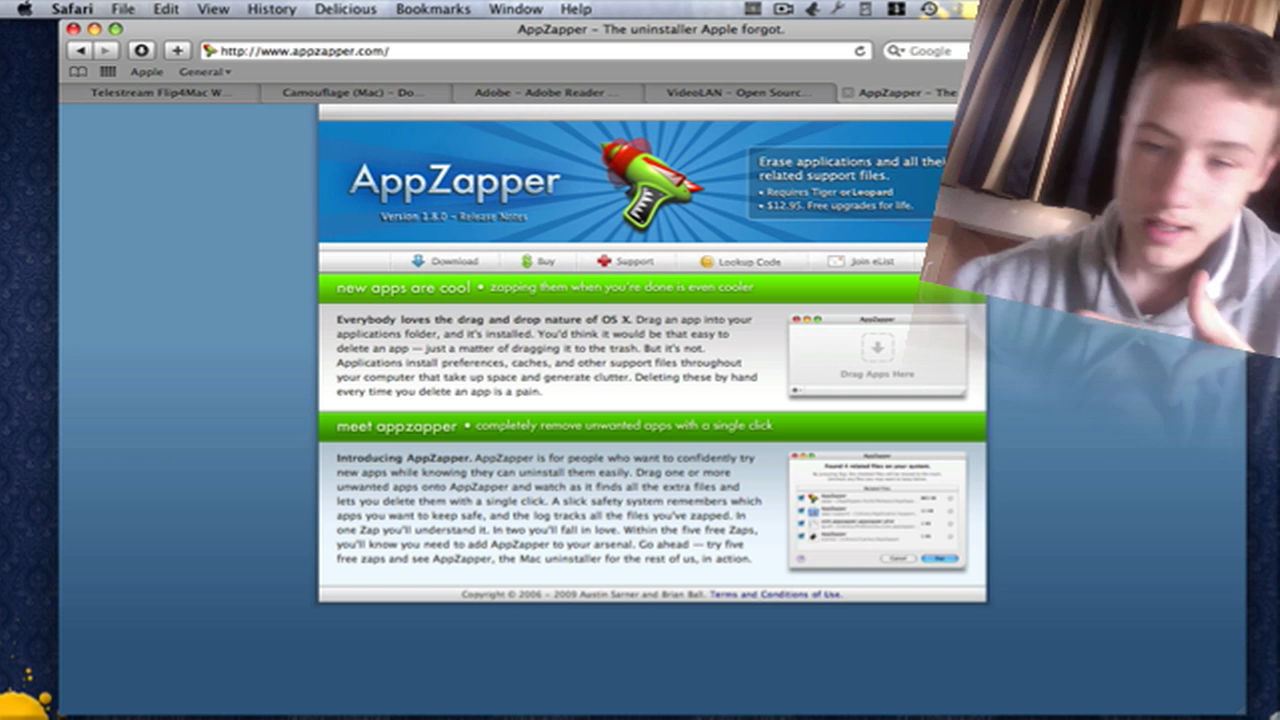 Safari File Edit View History Delicious Bookmarks Window Help
AppZapper – The uninstaller Apple forgot.
http://www.appzapper.com/
Google
Apple General
Telestream Flip4Mac W... Camouflage (Mac) – Do... Adobe – Adobe Reader ... VideoLAN – Open Sourc... AppZapper – The
AppZapper
Version 1.8.0 – Release Notes
Erase applications and all
related support files.
• Requires Tiger or Leopard
• $12.95. Free upgrades for life.
Download Buy Support Lookup Code Join eList
new apps are cool • zapping them when you're done is even cooler
Everybody loves the drag and drop nature of OS X. Drag an app into your
applications folder, and it's installed. You'd think it would be that easy to
delete an app — just a matter of dragging it to the trash. But it's not.
Applications install preferences, caches, and other support files throughout
your computer that take up space and generate clutter. Deleting these by hand
every time you delete an app is a pain.
AppZapper
Drag Apps Here
meet appzapper • completely remove unwanted apps with a single click
Introducing AppZapper. AppZapper is for people who want to confidently try
new apps while knowing they can uninstall them easily. Drag one or more
unwanted apps onto AppZapper and watch as it finds all the extra files and
lets you delete them with a single click. A slick safety system remembers which
apps you want to keep safe, and the log tracks all the files you've zapped. In
one Zap you'll understand it. In two you'll fall in love. Within the five free Zaps,
you'll know you need to add AppZapper to your arsenal. Go ahead — try five
free zaps and see AppZapper, the Mac uninstaller for the rest of us, in action.
AppZapper
Found 4 related files on your system.
Cancel Zap
Copyright © 2006 – 2009 Austin Sarner and Brian Ball. Terms and Conditions of Use.